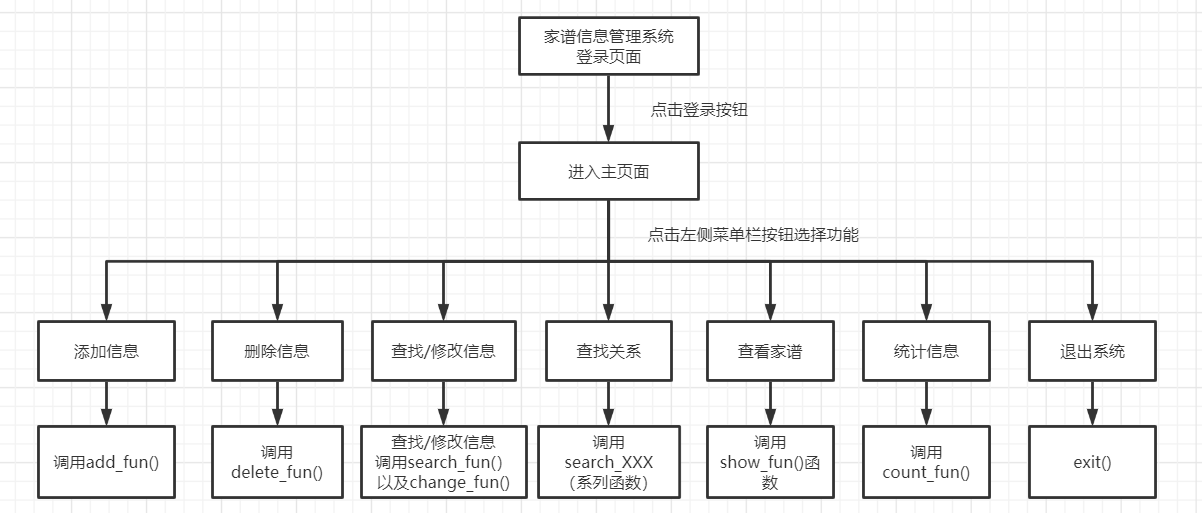 家谱信息管理系统
登录页面
点击登录按钮
进入主页面
点击左侧菜单栏按钮选择功能
添加信息
删除信息
查找/修改信息
查找关系
查看家谱
统计信息
退出系统
调用add_fun()
调用
delete_fun()
查找/修改信息
调用search_fun()
以及change_fun()
调用
search_XXX
（系列函数）
调用
show_fun()函
数
调用
count_fun()
exit()